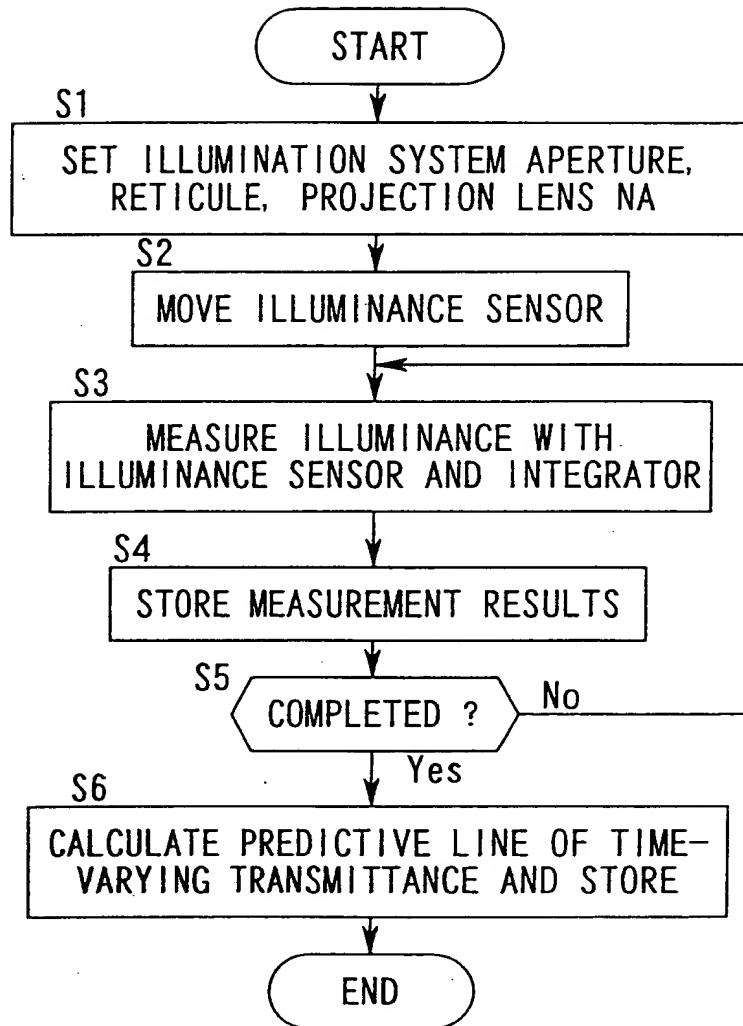 START
S1
SET ILLUMINATION SYSTEM APERTURE,
RETICULE, PROJECTION LENS NA
S2
MOVE ILLUMINANCE SENSOR
S3
MEASURE ILLUMINANCE WITH
ILLUMINANCE SENSOR AND INTEGRATOR
S4
STORE MEASUREMENT RESULTS
S5
COMPLETED ?
No
Yes
S6
CALCULATE PREDICTIVE LINE OF TIME-
VARYING TRANSMITTANCE AND STORE
END